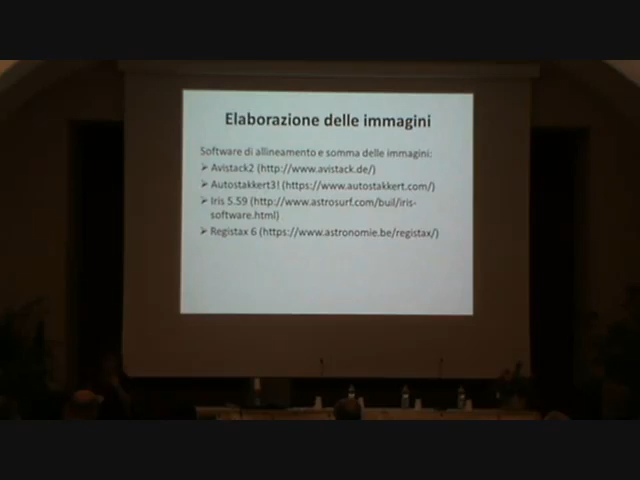 Elaborazione delle immagini
Software di allineamento e somma delle immagini:
➢ Avistack2 (http://www.avistack.de/)
➢ Autostakkert3! (https://www.autostakkert.com/)
➢ Iris 5.59 (http://www.astrosurf.com/buil/iris-
software.html)
➢ Registax 6 (https://www.astronomie.be/registax/)